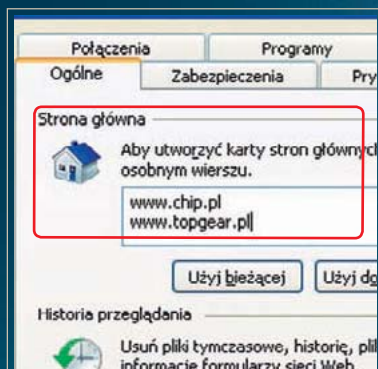 Połączenia Programy
Ogólne Zabezpieczenia
Strona główna
Aby utworzyć karty stron
osobnym wierszu.
www.chip.pl
www.topgear.pl
Użyj bieżącej Użyj
Historia przeglądania
Usuń pliki tymczasowe, historię,
informacje formularzy sieci Web.